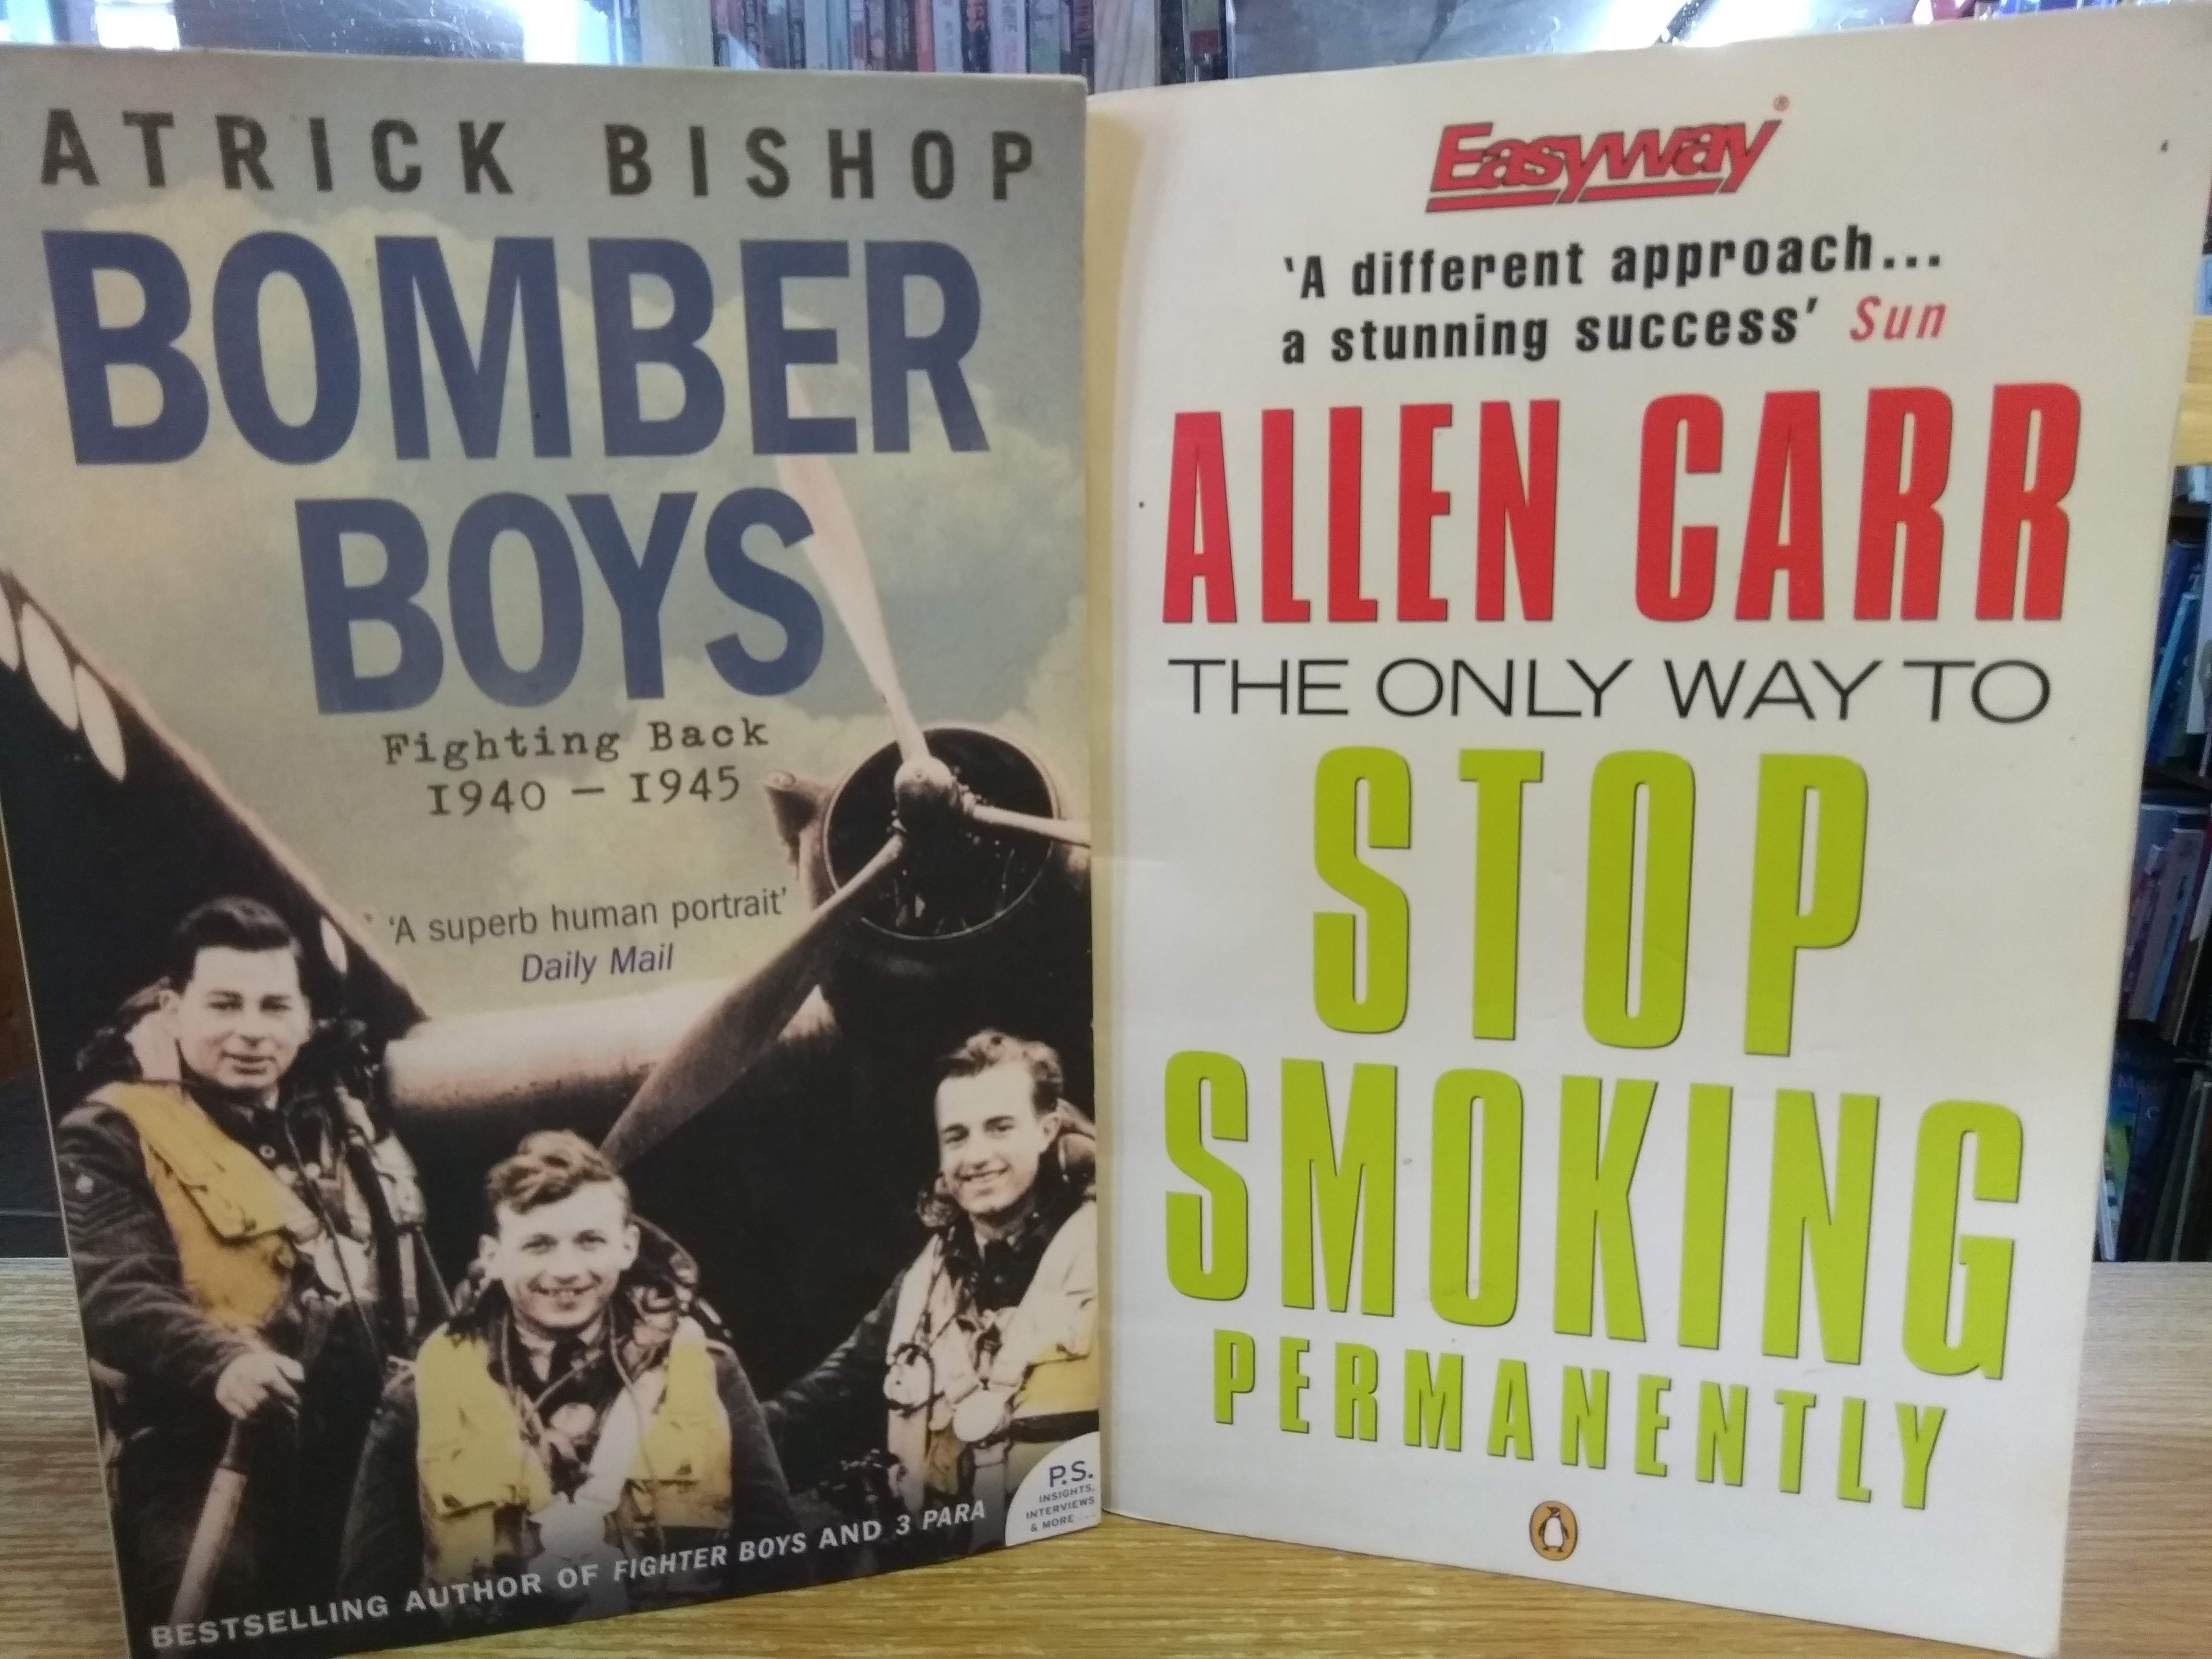 ATRICK BISHOP
BOMBER
BOYS
Fighting Back
1940 – 1945
'A superb human portrait'
Daily Mail
P.S.
INSIGHTS,
INTERVIEWS
& MORE...
BESTSELLING AUTHOR OF FIGHTER BOYS AND 3 PARA
Easyway®
'A different approach...
a stunning success' Sun
ALLEN CARR
THE ONLY WAY TO
STOP
SMOKING
PERMANENTLY